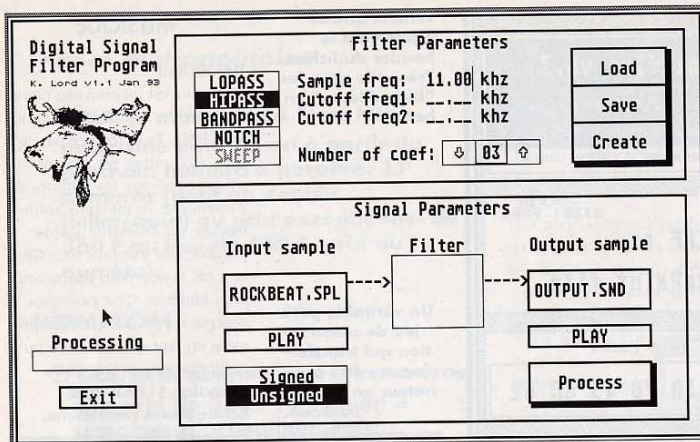 Digital Signal
Filter Program
K. Lord v1.1 Jan 93
Processing
Exit
Filter Parameters
LOPASS
HIPASS
BANDPASS
NOTCH
SWEEP
Sample freq: 11.00 khz
Cutoff freq1: __.__ khz
Cutoff freq2: __.__ khz
Number of coef: 03
Load
Save
Create
Signal Parameters
Input sample
ROCKBEAT.SPL
PLAY
Signed
Unsigned
Filter
Output sample
OUTPUT.SND
PLAY
Process